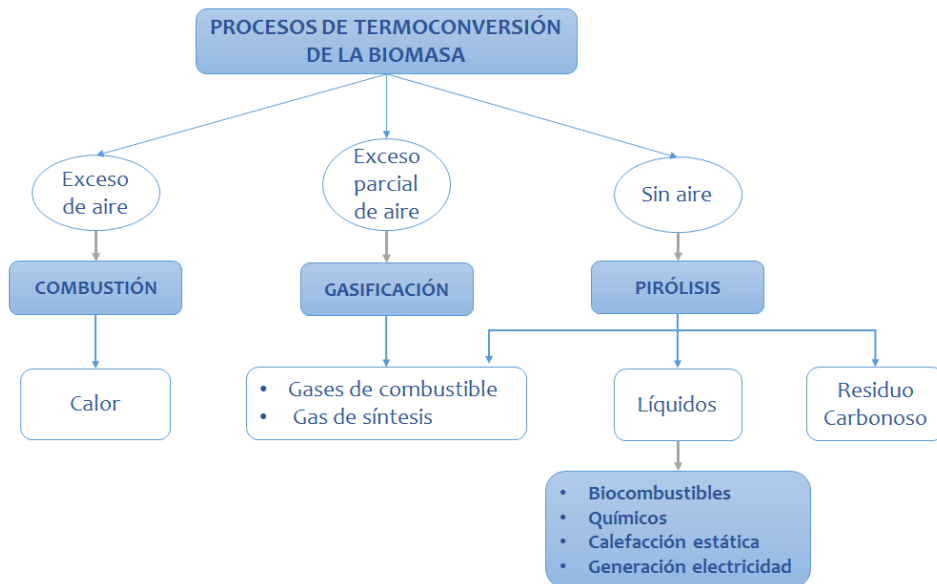 PROCESOS DE TERMOCONVERSIÓN
DE LA BIOMASA
Exceso
de aire
Exceso
parcial
de aire
Sin aire
COMBUSTIÓN
GASIFICACIÓN
PIRÓLISIS
Calor
• Gases de combustible
• Gas de síntesis
Líquidos
Residuo
Carbonoso
• Biocombustibles
• Químicos
• Calefacción estática
• Generación electricidad